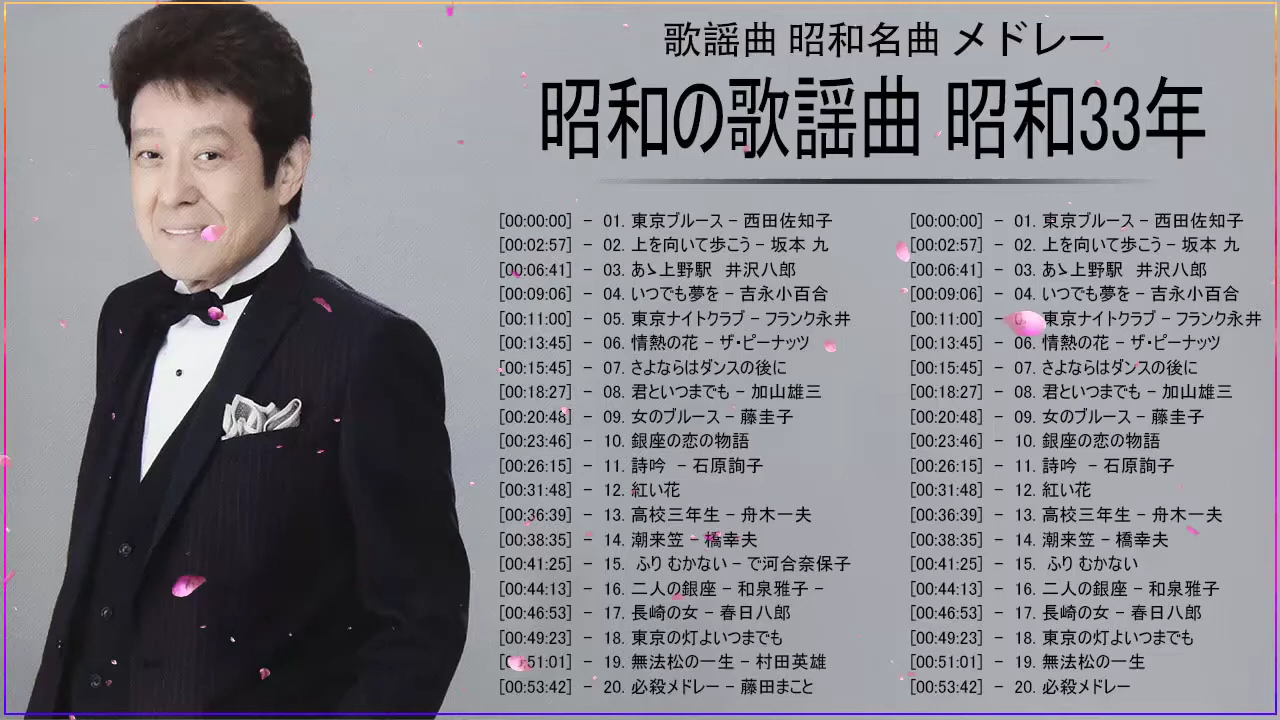 歌謡曲 昭和名曲 メドレー
昭和の歌謡曲 昭和33年
[00:00:00] – 01. 東京ブルース – 西田佐知子
[00:02:57] – 02. 上を向いて歩こう – 坂本 九
[00:06:41] – 03. あゝ上野駅 井沢八郎
[00:09:06] – 04. いつでも夢を – 吉永小百合
[00:11:00] – 05. 東京ナイトクラブ – フランク永井
[00:13:45] – 06. 情熱の花 – ザ・ピーナッツ
[00:15:45] – 07. さよならはダンスの後に
[00:18:27] – 08. 君といつまでも – 加山雄三
[00:20:48] – 09. 女のブルース – 藤圭子
[00:23:46] – 10. 銀座の恋の物語
[00:26:15] – 11. 詩吟 – 石原詢子
[00:31:48] – 12. 紅い花
[00:36:39] – 13. 高校三年生 – 舟木一夫
[00:38:35] – 14. 潮来笠 – 橋幸夫
[00:41:25] – 15. ふり むかない – で河合奈保子
[00:44:13] – 16. 二人の銀座 – 和泉雅子 –
[00:46:53] – 17. 長崎の女 – 春日八郎
[00:49:23] – 18. 東京の灯よいつまでも
[00:51:01] – 19. 無法松の一生 – 村田英雄
[00:53:42] – 20. 必殺メドレー – 藤田まこと
[00:00:00] – 01. 東京ブルース – 西田佐知子
[00:02:57] – 02. 上を向いて歩こう – 坂本 九
[00:06:41] – 03. あゝ上野駅 井沢八郎
[00:09:06] – 04. いつでも夢を – 吉永小百合
[00:11:00] – 東京ナイトクラブ – フランク永井
[00:13:45] – 06. 情熱の花 – ザ・ピーナッツ
[00:15:45] – 07. さよならはダンスの後に
[00:18:27] – 08. 君といつまでも – 加山雄三
[00:20:48] – 09. 女のブルース – 藤圭子
[00:23:46] – 10. 銀座の恋の物語
[00:26:15] – 11. 詩吟 – 石原詢子
[00:31:48] – 12. 紅い花
[00:36:39] – 13. 高校三年生 – 舟木一夫
[00:38:35] – 14. 潮来笠 – 橋幸夫
[00:41:25] – 15. ふり むかない
[00:44:13] – 16. 二人の銀座 – 和泉雅子
[00:46:53] – 17. 長崎の女 – 春日八郎
[00:49:23] – 18. 東京の灯よいつまでも
[00:51:01] – 19. 無法松の一生
[00:53:42] – 20. 必殺メドレー